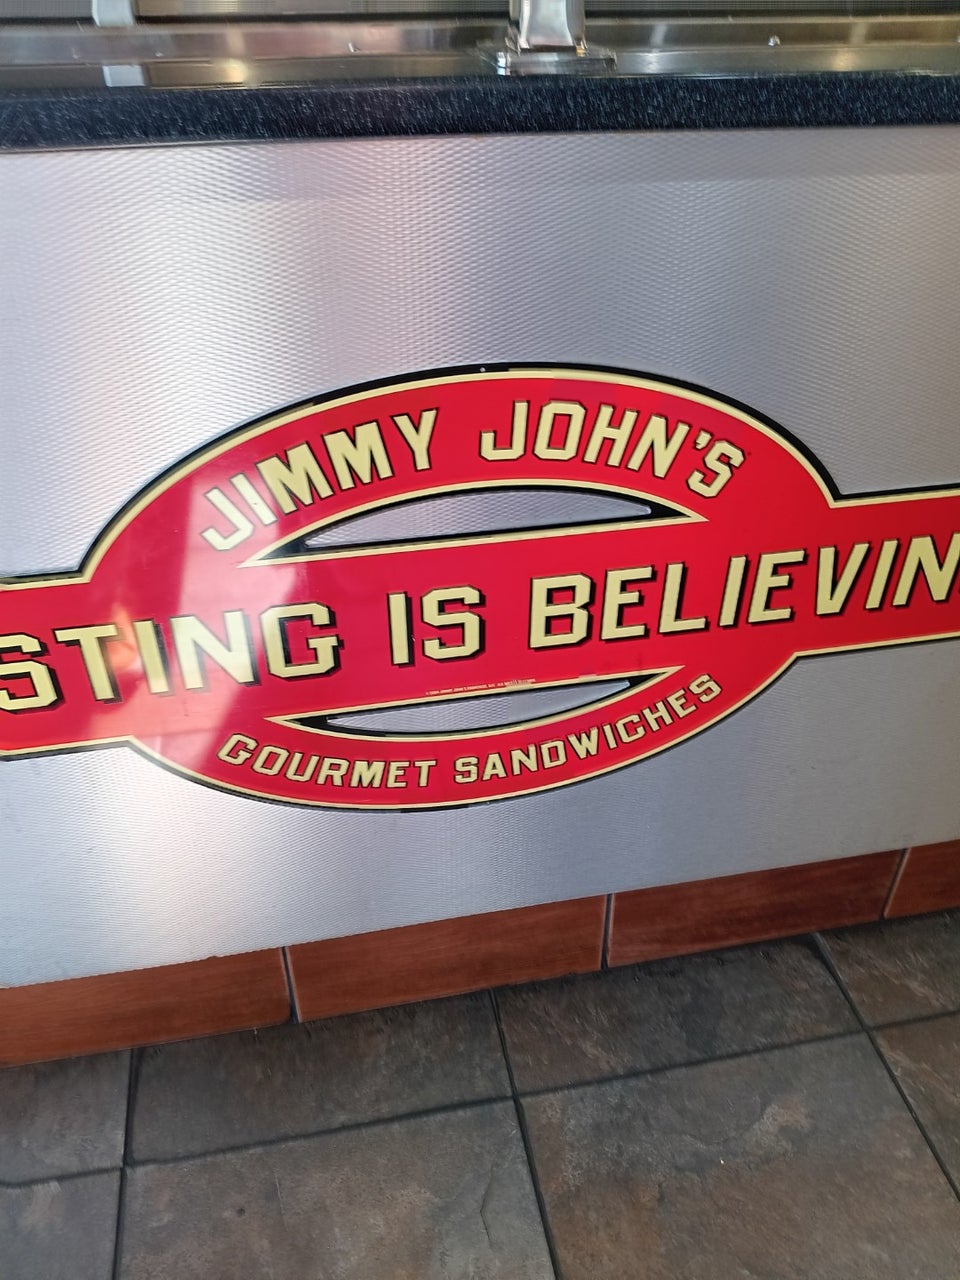 JIMMY JOHN'S
STING IS BELIEVIN
GOURMET SANDWICHES